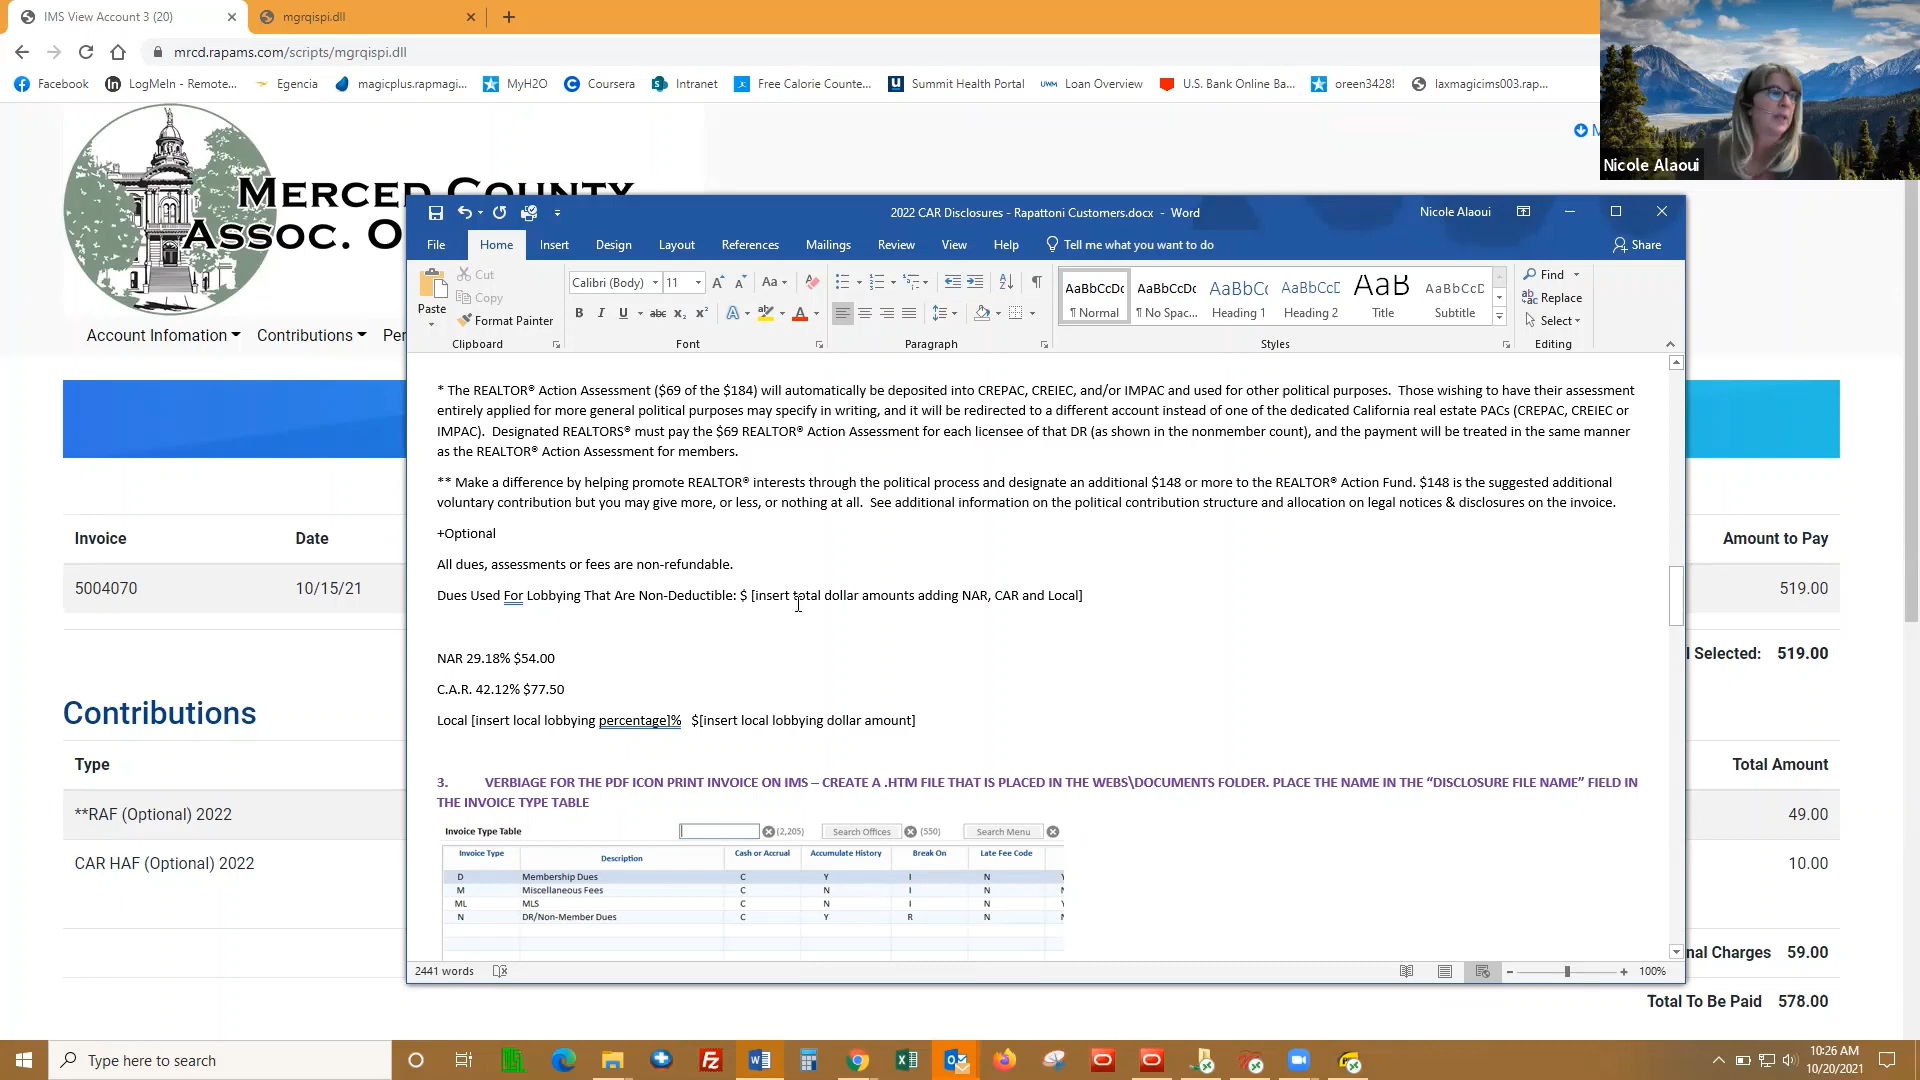 IMS View Account 3 (20)
mgrqispi.dll
mrcd.rapams.com/scripts/mgrqispi.dll
Facebook
LogMeIn - Remote...
Egencia
magicplus.rapmagi...
MyH2O
Coursera
Intranet
Free Calorie Counte...
Summit Health Portal
UWM Loan Overview
U.S. Bank Online Ba...
oreen3428!
laxmagicims003.rap...
Nicole Alaoui
MERCED COUNTY
ASSOC. O
Account Infomation
Contributions
Per
2022 CAR Disclosures - Rapattoni Customers.docx - Word
Nicole Alaoui
File
Home
Insert
Design
Layout
References
Mailings
Review
View
Help
Tell me what you want to do
Share
Paste
Cut
Copy
Format Painter
Clipboard
Calibri (Body)
11
Font
Paragraph
AaBbCcDc
¶ Normal
AaBbCcDc
¶ No Spac...
AaBbCc
Heading 1
AaBbCcD
Heading 2
AaB
Title
AaBbCcD
Subtitle
Styles
Find
Replace
Select
Editing
* The REALTOR® Action Assessment ($69 of the $184) will automatically be deposited into CREPAC, CREIEC, and/or IMPAC and used for other political purposes. Those wishing to have their assessment
entirely applied for more general political purposes may specify in writing, and it will be redirected to a different account instead of one of the dedicated California real estate PACs (CREPAC, CREIEC or
IMPAC). Designated REALTORS® must pay the $69 REALTOR® Action Assessment for each licensee of that DR (as shown in the nonmember count), and the payment will be treated in the same manner
as the REALTOR® Action Assessment for members.
** Make a difference by helping promote REALTOR® interests through the political process and designate an additional $148 or more to the REALTOR® Action Fund. $148 is the suggested additional
voluntary contribution but you may give more, or less, or nothing at all. See additional information on the political contribution structure and allocation on legal notices & disclosures on the invoice.
+Optional
All dues, assessments or fees are non-refundable.
Dues Used For Lobbying That Are Non-Deductible: $ [insert total dollar amounts adding NAR, CAR and Local]
NAR 29.18% $54.00
C.A.R. 42.12% $77.50
Local [insert local lobbying percentage]% $[insert local lobbying dollar amount]
3. VERBIAGE FOR THE PDF ICON PRINT INVOICE ON IMS – CREATE A .HTM FILE THAT IS PLACED IN THE WEBS\DOCUMENTS FOLDER. PLACE THE NAME IN THE “DISCLOSURE FILE NAME” FIELD IN
THE INVOICE TYPE TABLE
Invoice Type Table
(2,205)
Search Offices
(550)
Search Menu
Invoice Type Description Cash or Accrual Accumulate History Break On Late Fee Code
D Membership Dues C Y I N Y
M Miscellaneous Fees C N I N
ML MLS C N I N Y
N DR/Non-Member Dues C Y R N
2441 words
100%
Invoice Date Amount to Pay
5004070 10/15/21 519.00
l Selected: 519.00
Contributions
Type Total Amount
**RAF (Optional) 2022 49.00
CAR HAF (Optional) 2022 10.00
nal Charges 59.00
Total To Be Paid 578.00
Type here to search
10:26 AM
10/20/2021